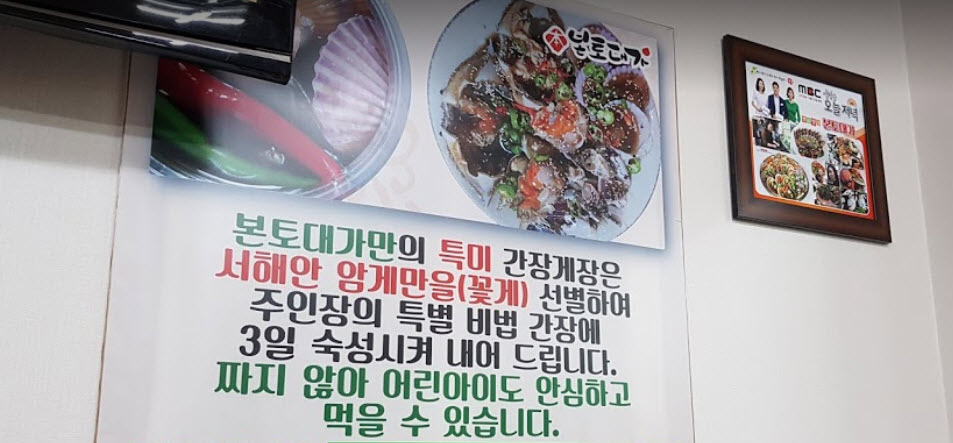 본토대가
본토대가만의 특미 간장게장은
서해안 암게만을(꽃게) 선별하여
주인장의 특별 비법 간장에
3일 숙성시켜 내어 드립니다.
짜지 않아 어린아이도 안심하고
먹을 수 있습니다.
MBC
오늘저녁
본토대가